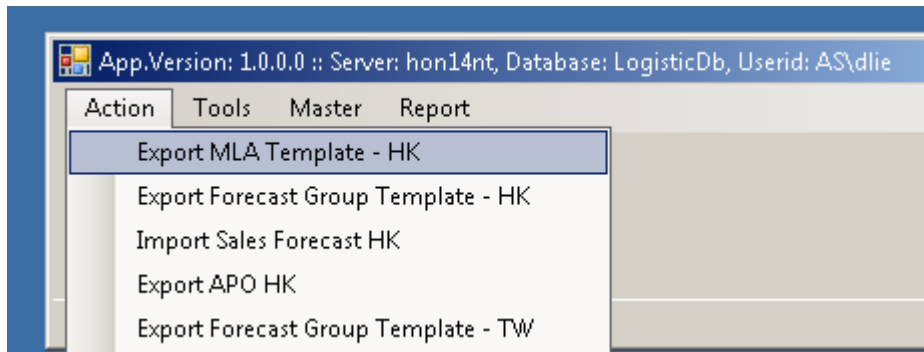 App.Version: 1.0.0.0 :: Server: hon14nt, Database: LogisticDb, Userid: AS\dlie
Action Tools Master Report
Export MLA Template - HK
Export Forecast Group Template - HK
Import Sales Forecast HK
Export APO HK
Export Forecast Group Template - TW